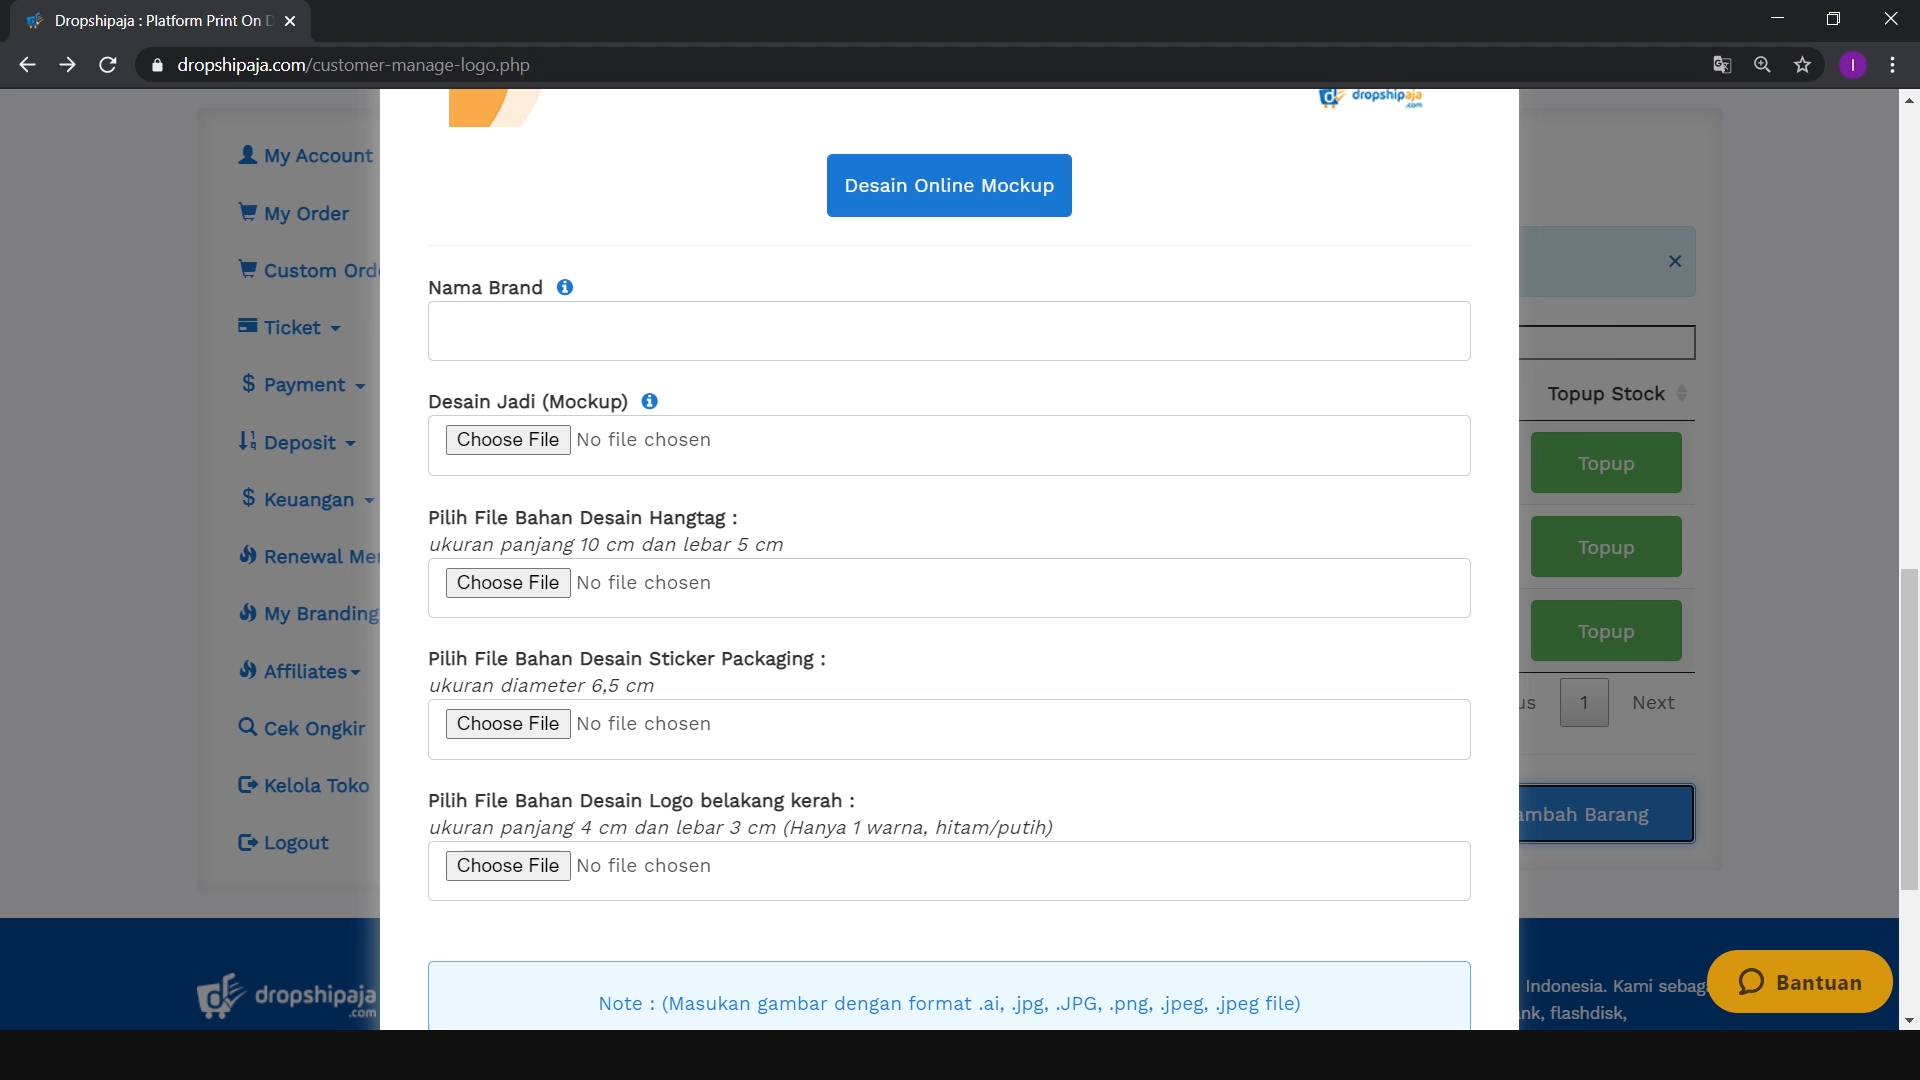 Dropshipaja : Platform Print On D
dropshipaja.com/customer-manage-logo.php
I
dropshipaja
.com
My Account
My Order
Custom Orde
Ticket
Payment
Deposit
Keuangan
Renewal Me
My Branding
Affiliates
Cek Ongkir
Kelola Toko
Logout
Desain Online Mockup
Nama Brand
Desain Jadi (Mockup)
Choose File No file chosen
Pilih File Bahan Desain Hangtag :
ukuran panjang 10 cm dan lebar 5 cm
Choose File No file chosen
Pilih File Bahan Desain Sticker Packaging :
ukuran diameter 6,5 cm
Choose File No file chosen
Pilih File Bahan Desain Logo belakang kerah :
ukuran panjang 4 cm dan lebar 3 cm (Hanya 1 warna, hitam/putih)
Choose File No file chosen
Note : (Masukan gambar dengan format .ai, .jpg, .JPG, .png, .jpeg, .jpeg file)
Topup Stock
Topup
Topup
Topup
us 1 Next
ambah Barang
dropshipaja
.com
Indonesia. Kami sebag
nk, flashdisk,
Bantuan